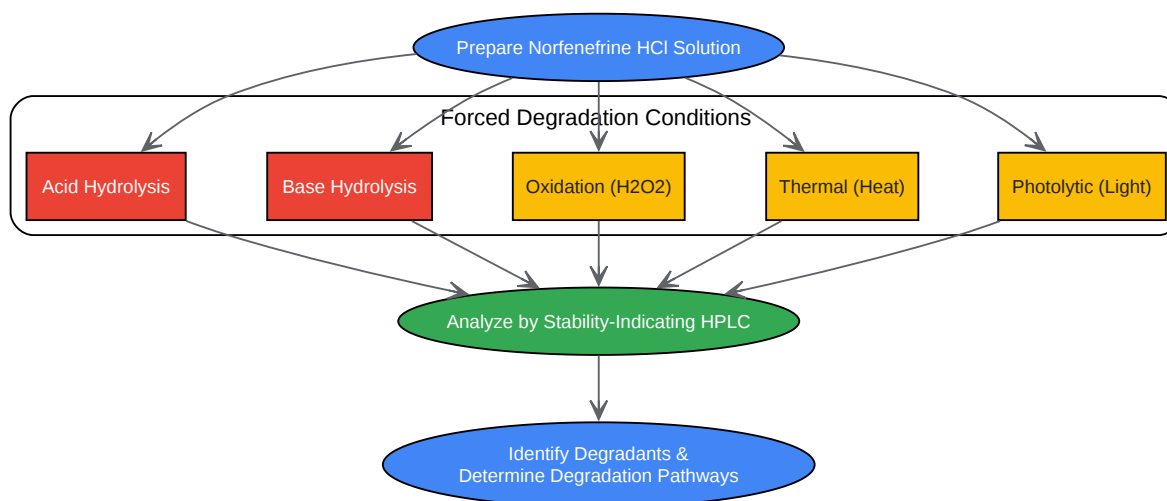 Prepare Norfenefrine HCl Solution
Forced Degradation Conditions
Acid Hydrolysis
Base Hydrolysis
Oxidation (H2O2)
Thermal (Heat)
Photolytic (Light)
Analyze by Stability-Indicating HPLC
Identify Degradants &
Determine Degradation Pathways